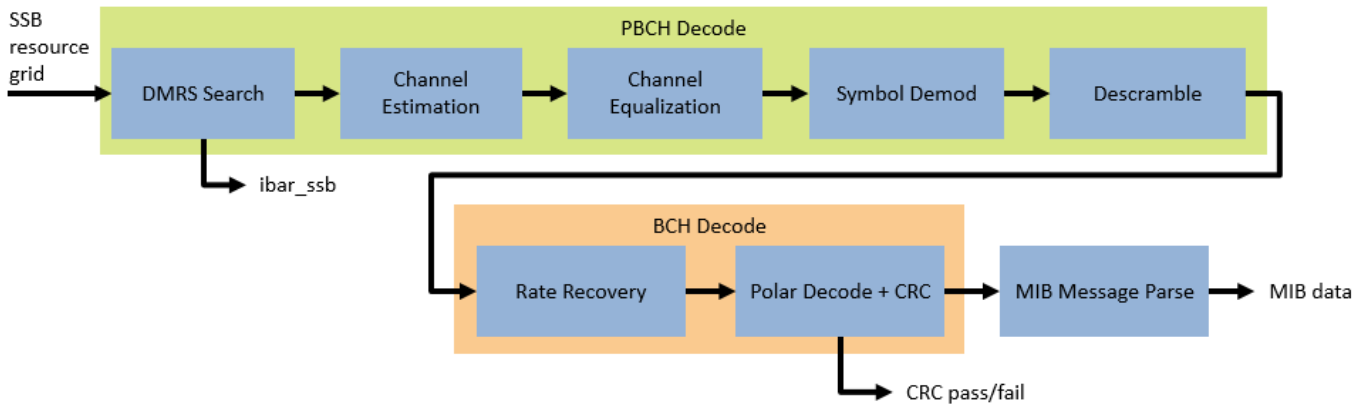 SSB
resource
grid
PBCH Decode
DMRS Search
Channel
Estimation
Channel
Equalization
Symbol Demod
Descramble
ibar_ssb
BCH Decode
Rate Recovery
Polar Decode + CRC
MIB Message Parse
MIB data
CRC pass/fail